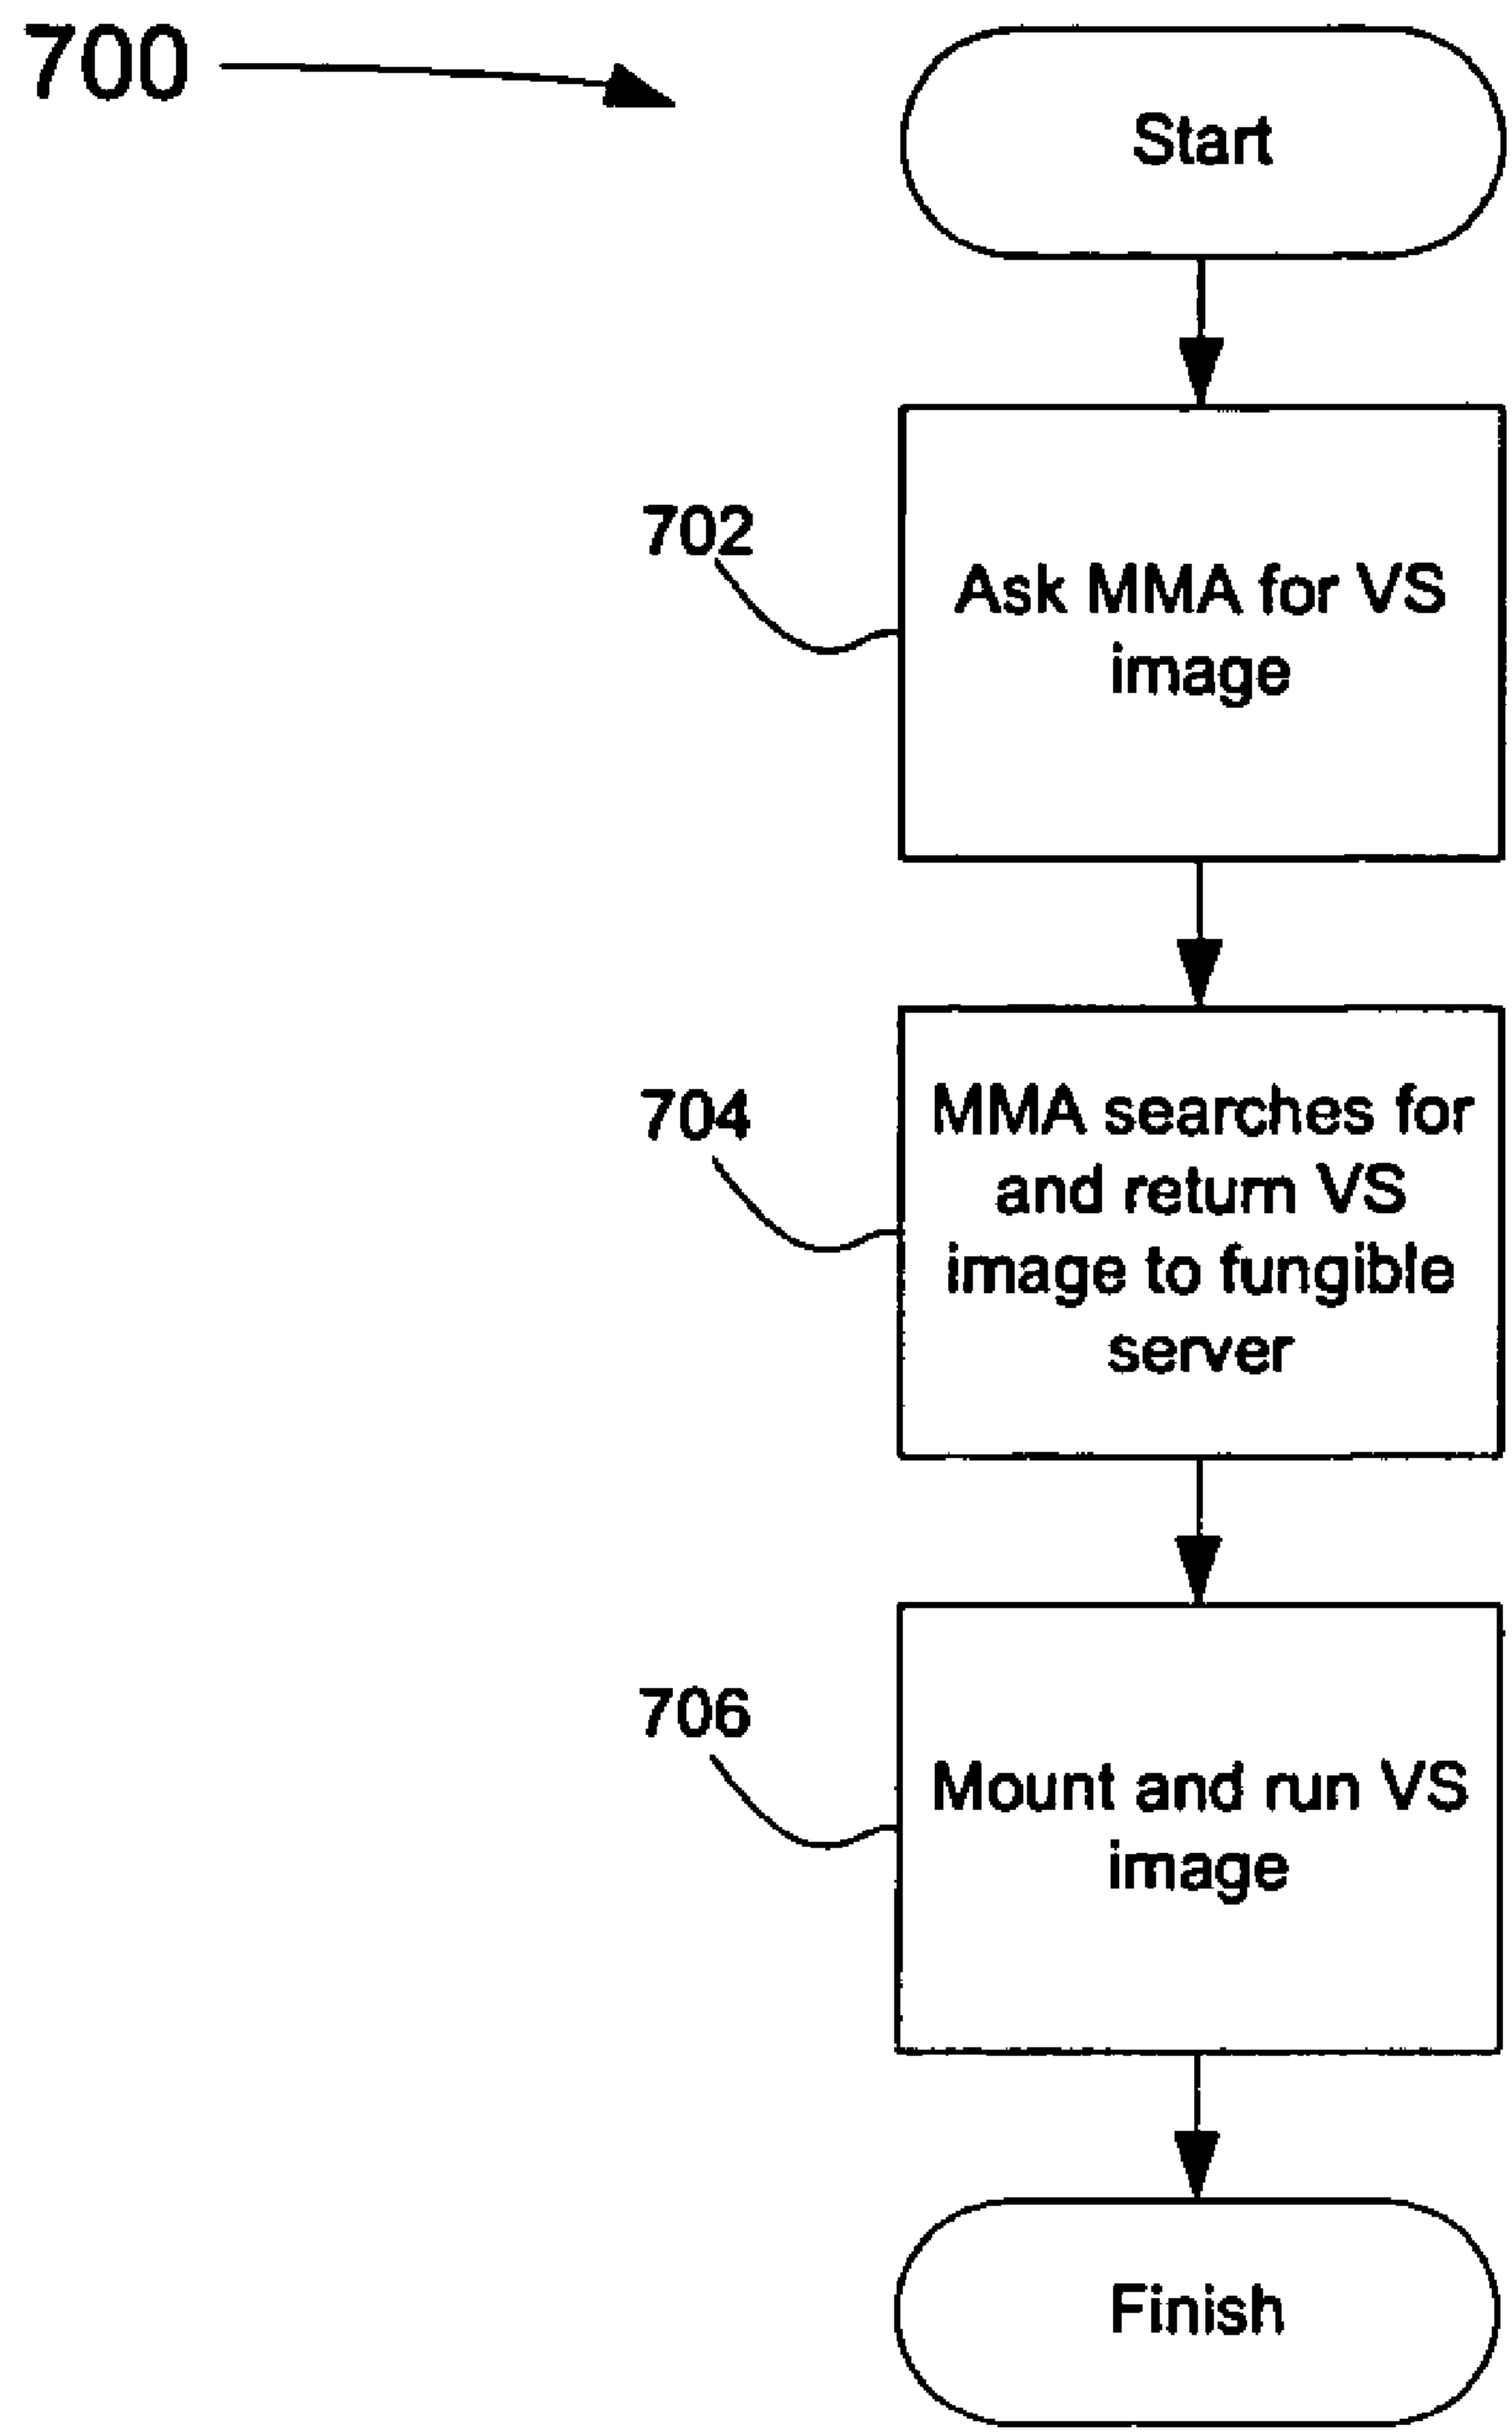 700
Start
702
Ask MMA for VS
image
704
MMA searches for
and return VS
image to fungible
server
706
Mount and run VS
image
Finish